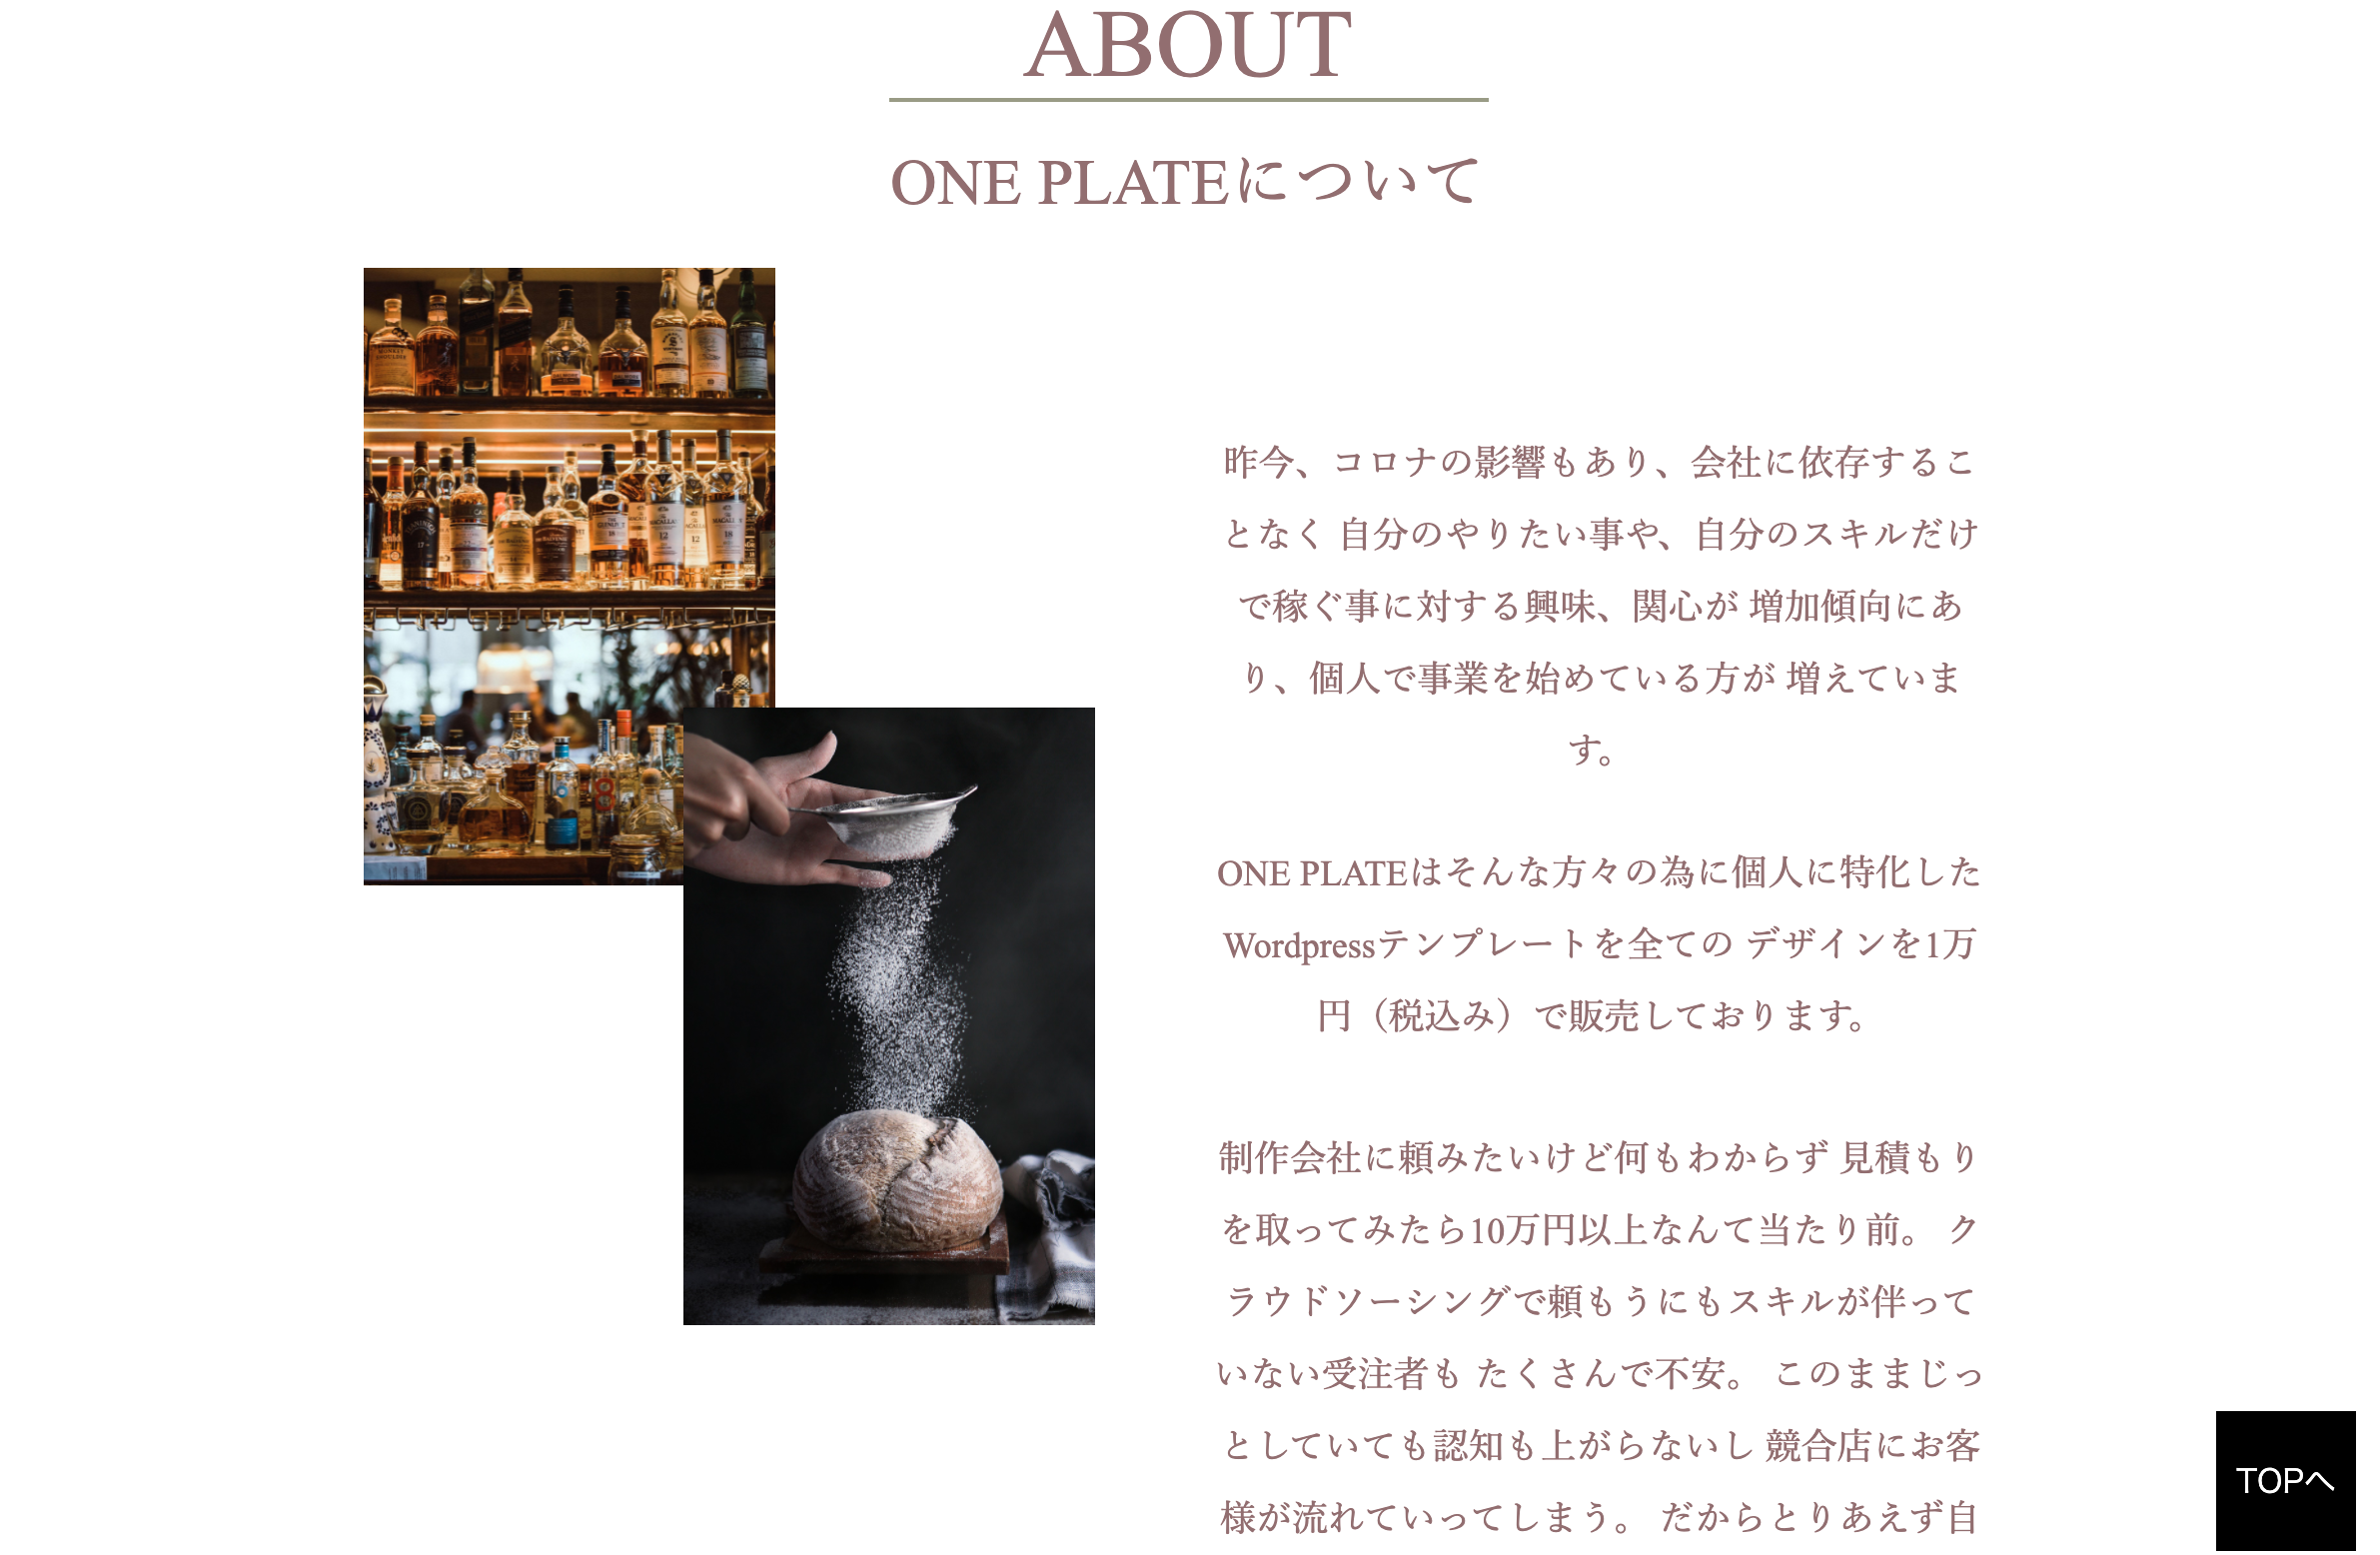 ABOUT
ONE PLATEについて
昨今、コロナの影響もあり、会社に依存するこ
となく 自分のやりたい事や、自分のスキルだけ
で稼ぐ事に対する興味、関心が 増加傾向にあ
り、個人で事業を始めている方が 増えていま
す。
ONE PLATEはそんな方々の為に個人に特化した
Wordpressテンプレートを全ての デザインを1万
円（税込み）で販売しております。
制作会社に頼みたいけど何もわからず 見積もり
を取ってみたら10万円以上なんて当たり前。 ク
ラウドソーシングで頼もうにもスキルが伴って
いない受注者も たくさんで不安。 このままじっ
としていても認知も上がらないし 競合店にお客
様が流れていってしまう。 だからとりあえず自
TOPへ